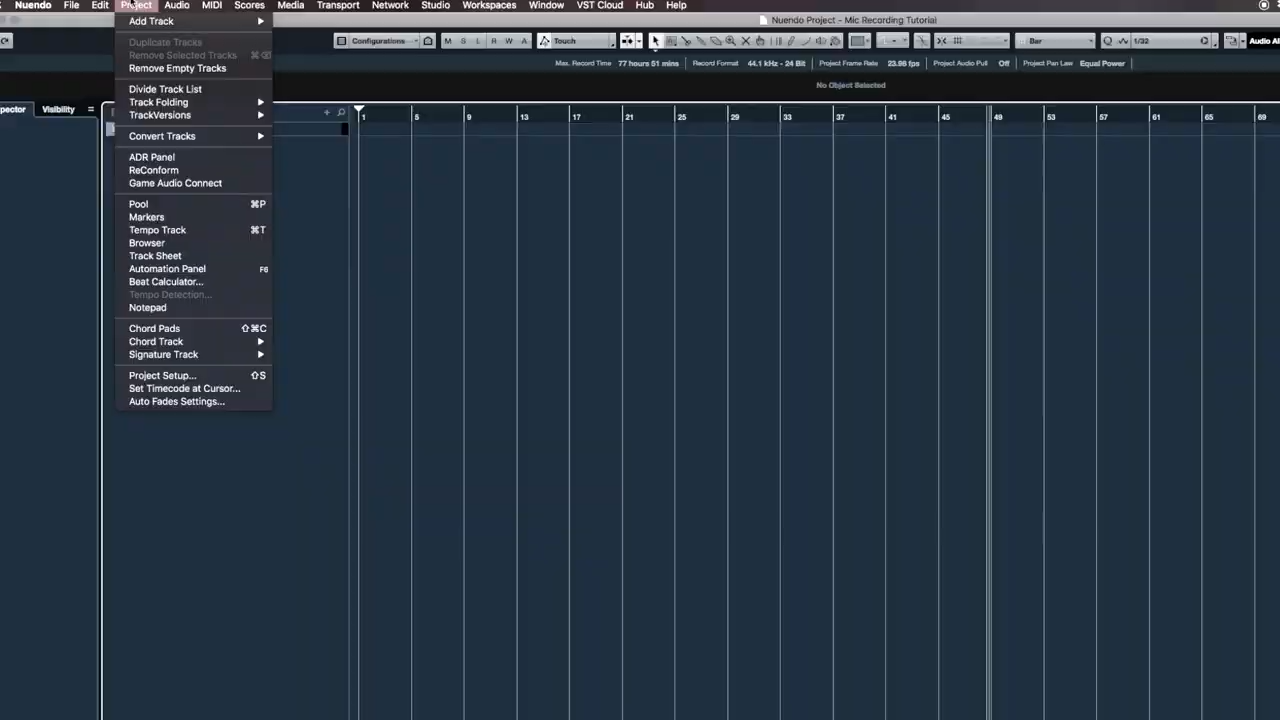 Nuendo File Edit Project Audio MIDI Scores Media Transport Network Studio Workspaces Window VST Cloud Hub Help
Nuendo Project - Mic Recording Tutorial
Configurations M S L R W A Touch Bar 1/32 Audio Al
Max. Record Time 77 hours 51 mins Record Format 44.1 kHz - 24 Bit Project Frame Rate 23.98 fps Project Audio Pull Off Project Pan Law Equal Power
No Object Selected
pector Visibility
1 5 9 13 17 21 25 29 33 37 41 45 49 53 57 61 65 69
Add Track
Duplicate Tracks
Remove Selected Tracks ⌘⌫
Remove Empty Tracks
Divide Track List
Track Folding
TrackVersions
Convert Tracks
ADR Panel
ReConform
Game Audio Connect
Pool ⌘P
Markers
Tempo Track ⌘T
Browser
Track Sheet
Automation Panel F6
Beat Calculator...
Tempo Detection...
Notepad
Chord Pads ⇧⌘C
Chord Track
Signature Track
Project Setup... ⇧S
Set Timecode at Cursor...
Auto Fades Settings...